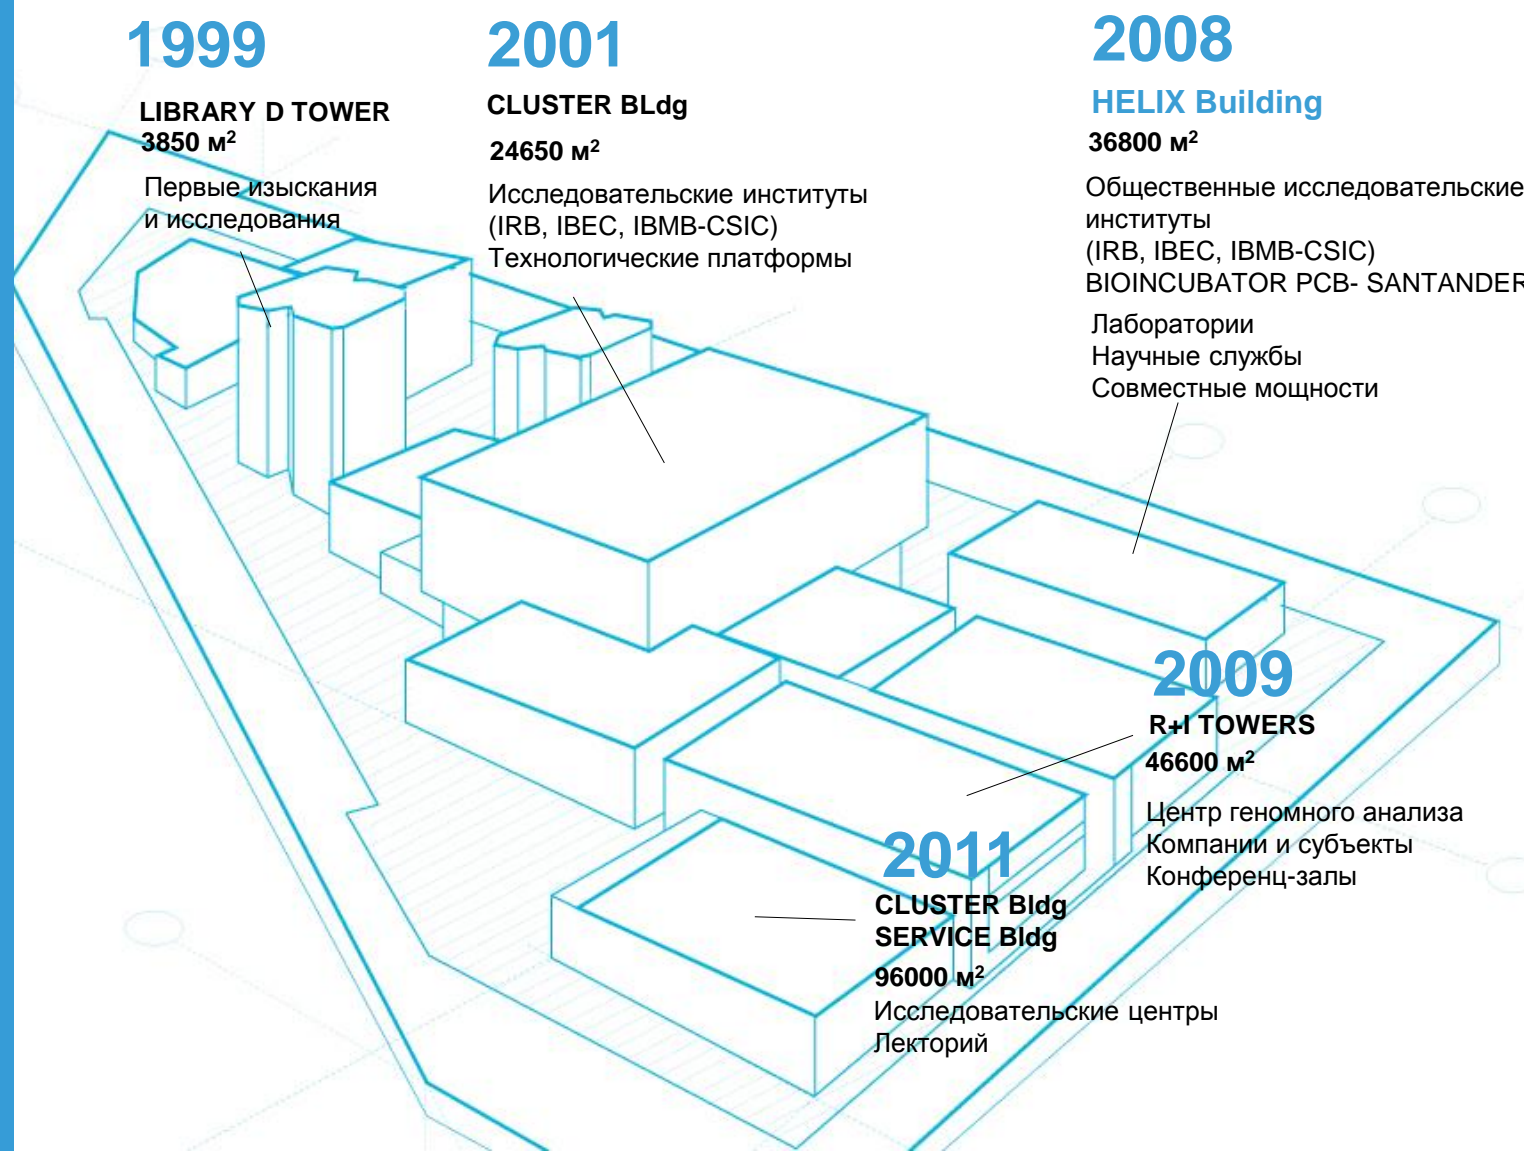 1999
LIBRARY D TOWER
3850 м²
Первые изыскания
и исследования
2001
CLUSTER BLdg
24650 м²
Исследовательские институты
(IRB, IBEC, IBMB-CSIC)
Технологические платформы
2008
HELIX Building
36800 м²
Общественные исследовательские
институты
(IRB, IBEC, IBMB-CSIC)
BIOINCUBATOR PCB- SANTANDER
Лаборатории
Научные службы
Совместные мощности
2009
R+I TOWERS
46600 м²
Центр геномного анализа
Компании и субъекты
Конференц-залы
2011
CLUSTER Bldg
SERVICE Bldg
96000 м²
Исследовательские центры
Лекторий